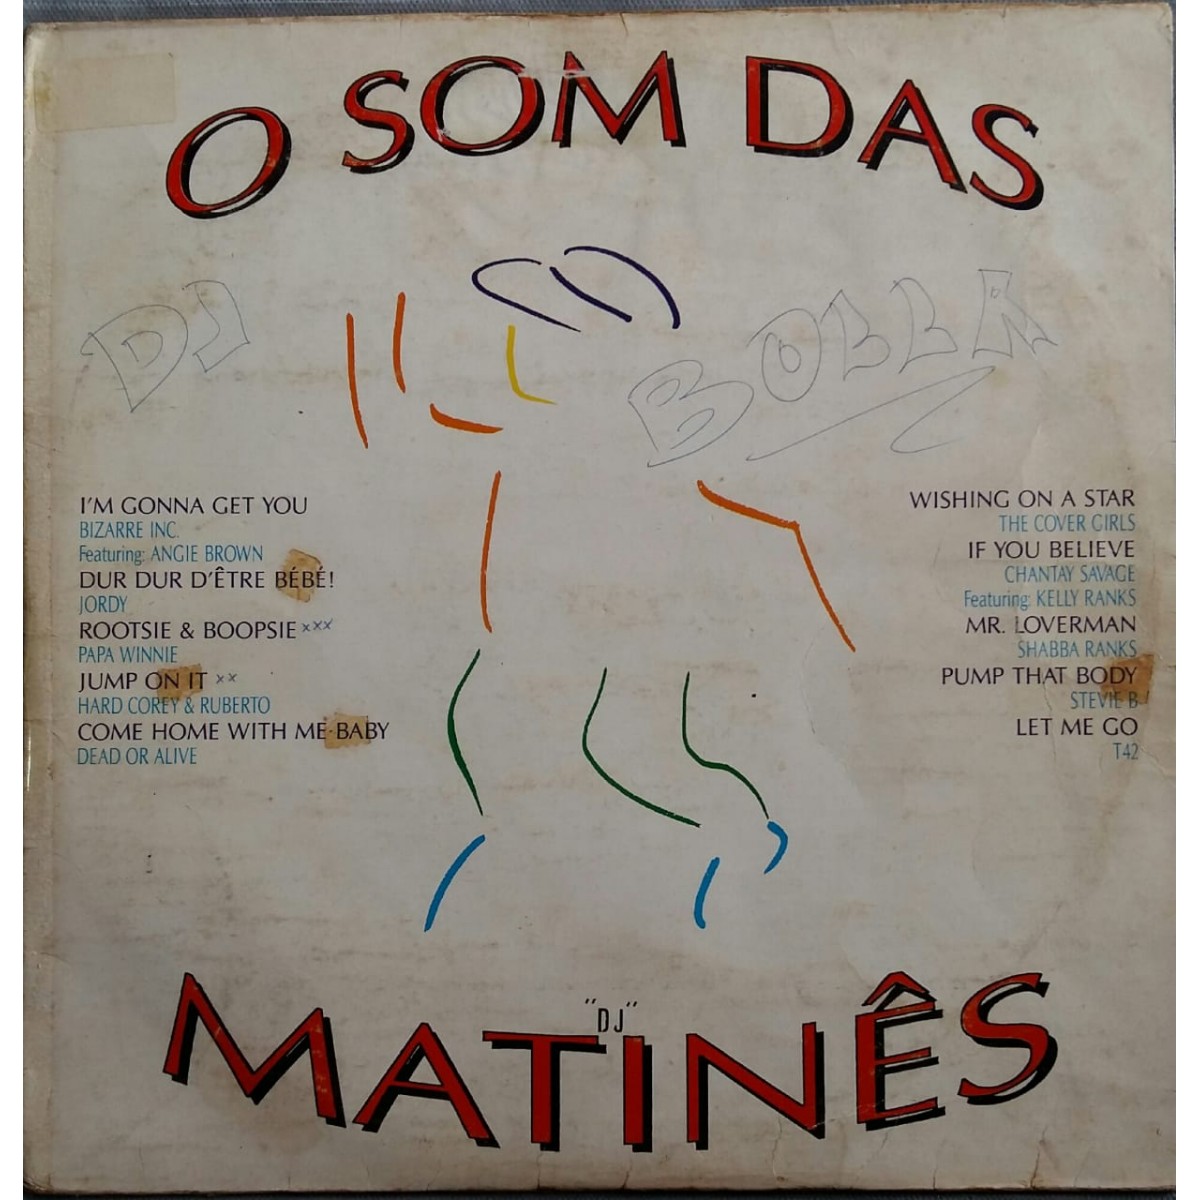 O SOM DAS
DJ BOLLA
I'M GONNA GET YOU
BIZARRE INC.
Featuring: ANGIE BROWN
DUR DUR D'ÊTRE BÉBÉ!
JORDY
ROOTSIE & BOOPSIE xxx
PAPA WINNIE
JUMP ON IT xx
HARD COREY & RUBERTO
COME HOME WITH ME BABY
DEAD OR ALIVE
WISHING ON A STAR
THE COVER GIRLS
IF YOU BELIEVE
CHANTAY SAVAGE
Featuring: KELLY RANKS
MR. LOVERMAN
SHABBA RANKS
PUMP THAT BODY
STEVIE B
LET ME GO
T42
"DJ"
MATINÊS